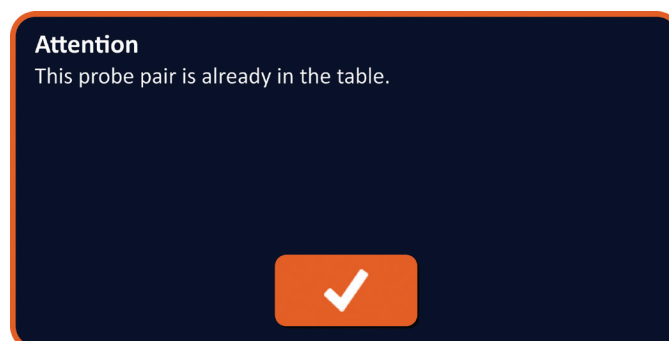 Attention
This probe pair is already in the table.